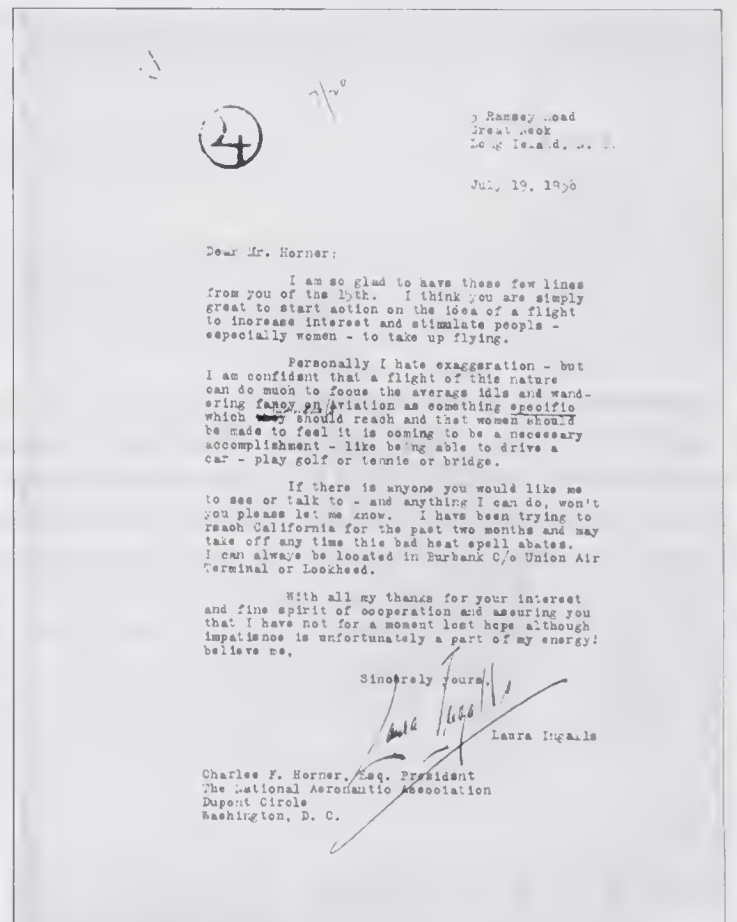 7/20
24
5 Ramsey Road
Great Neck
Long Island, N. Y.
July 19, 1936
Dear Mr. Horner:
I am so glad to have these few lines
from you of the 15th. I think you are simply
great to start action on the idea of a flight
to increase interest and stimulate people -
especially women - to take up flying.
Personally I hate exaggeration - but
I am confident that a flight of this nature
can do much to focus the average idle and wand-
ering fancy on aviation as something specific
which should reach and that women should
be made to feel it is coming to be a necessary
accomplishment - like being able to drive a
car - play golf or tennis or bridge.
If there is anyone you would like me
to see or talk to - and anything I can do, won't
you please let me know. I have been trying to
reach California for the past two months and may
take off any time this bad heat spell abates.
I can always be located in Burbank C/o Union Air
Terminal or Lockheed.
With all my thanks for your interest
and fine spirit of cooperation and assuring you
that I have not for a moment lost hope although
impatience is unfortunately a part of my energy!
believe me,
Sincerely yours,
Laura Ingalls
Laura Ingalls
Charles F. Horner, Esq. President
The National Aeronautic Association
Dupont Circle
Washington, D. C.